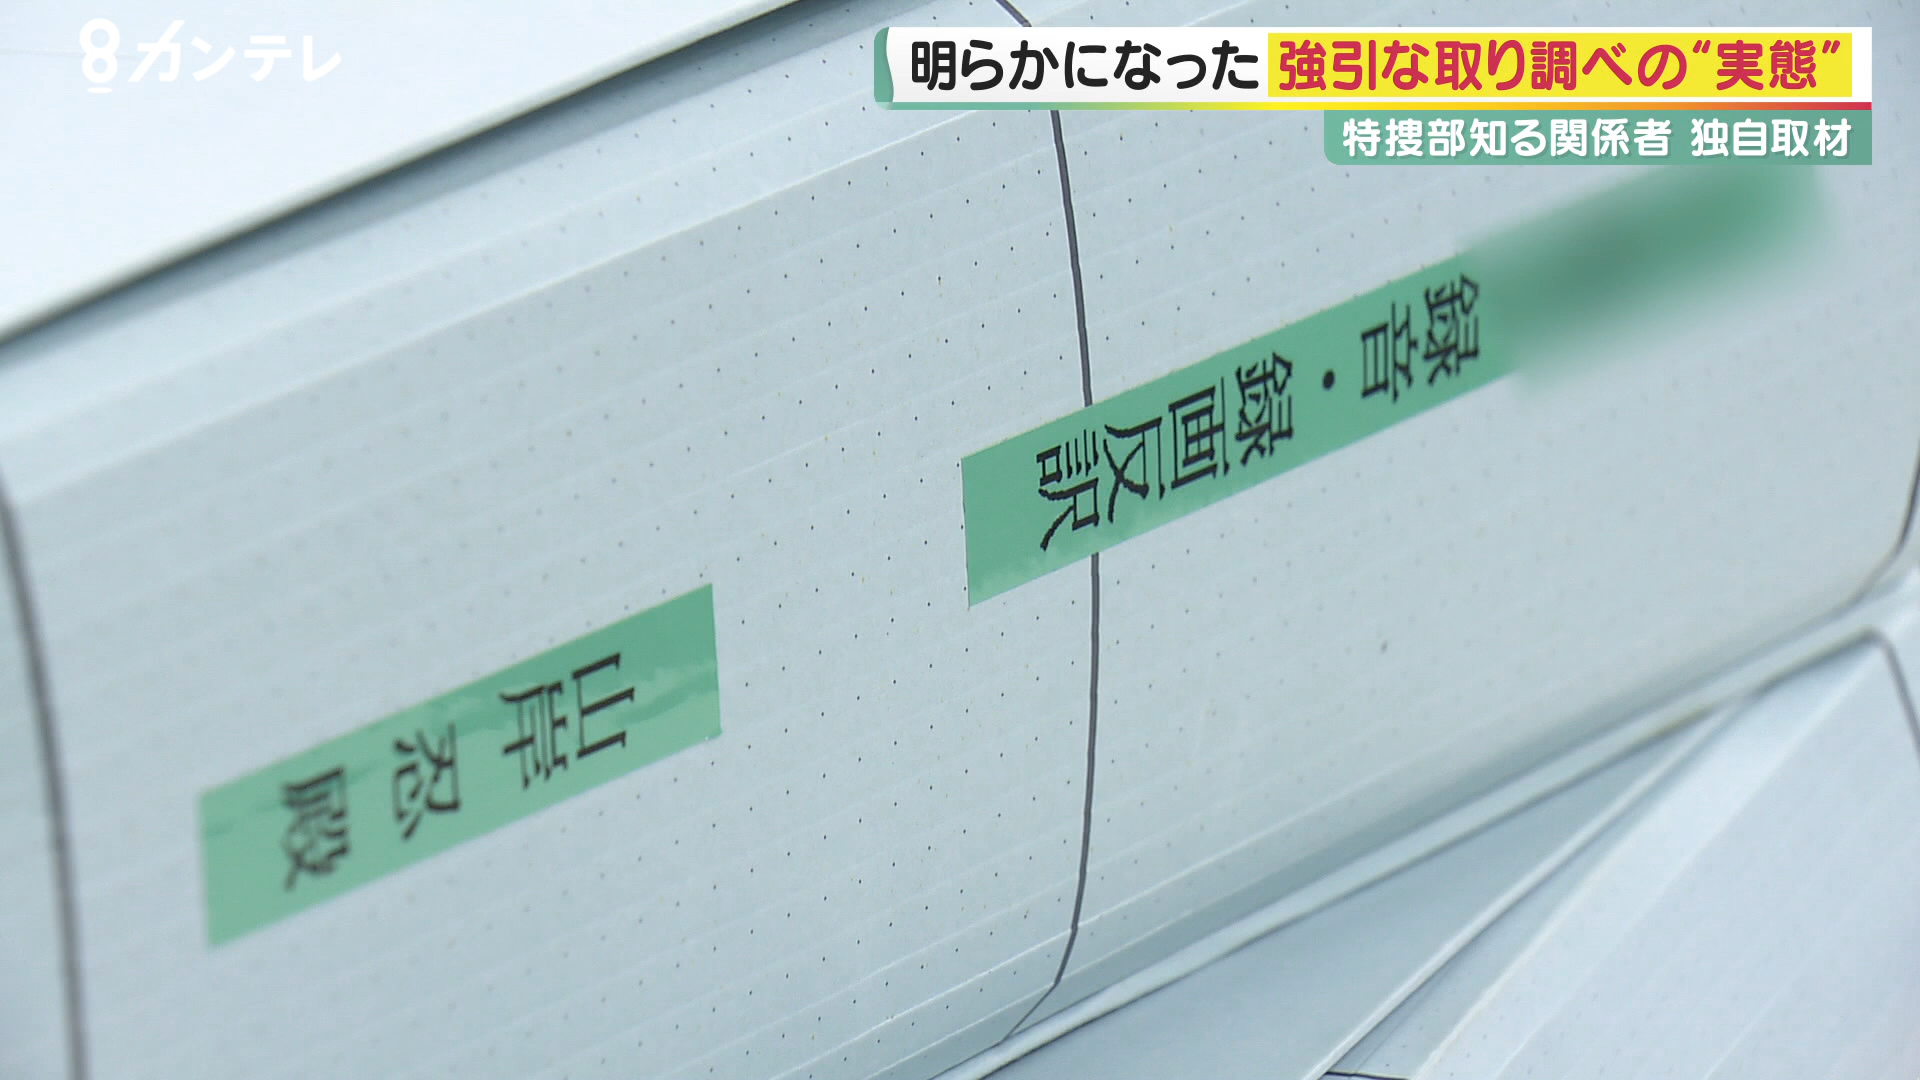 8カンテレ
明らかになった 強引な取り調べの“実態”
特捜部知る関係者 独自取材
録音・録画反訳
山岸 忍 殿